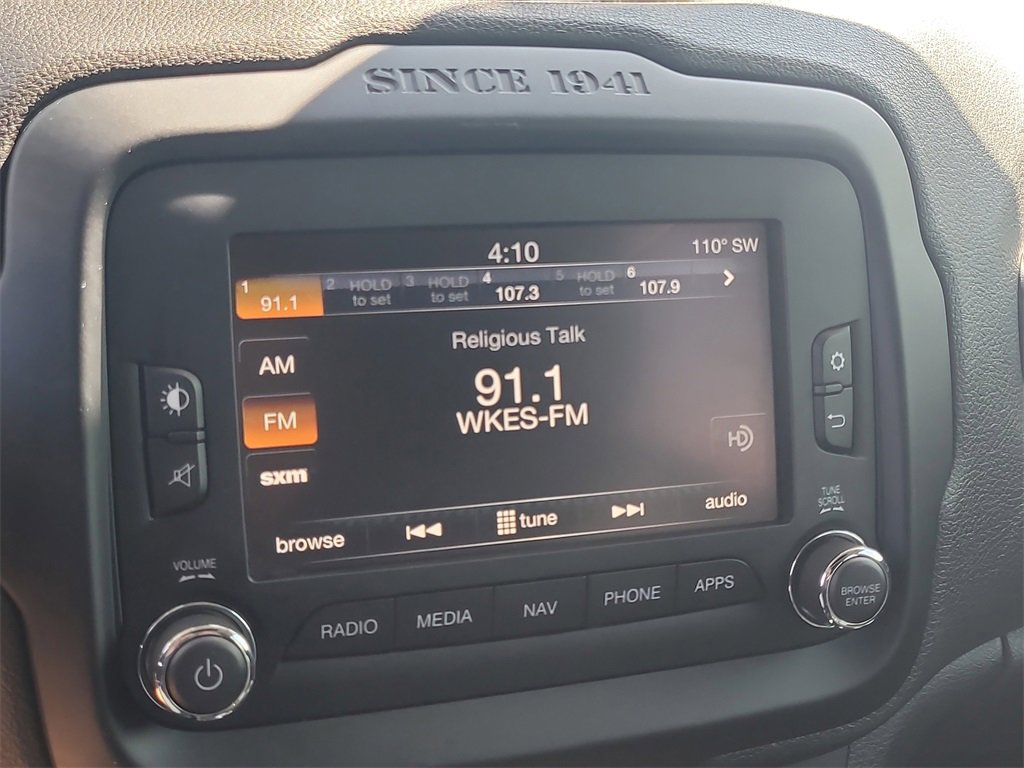 SINCE 1941
4:10
110° SW
1 91.1
2 HOLD to set
3 HOLD to set
4 107.3
5 HOLD to set
6 107.9
Religious Talk
AM
91.1
FM
WKES-FM
HD
sxm
browse
tune
audio
TUNE
SCROLL
VOLUME
RADIO
MEDIA
NAV
PHONE
APPS
BROWSE
ENTER